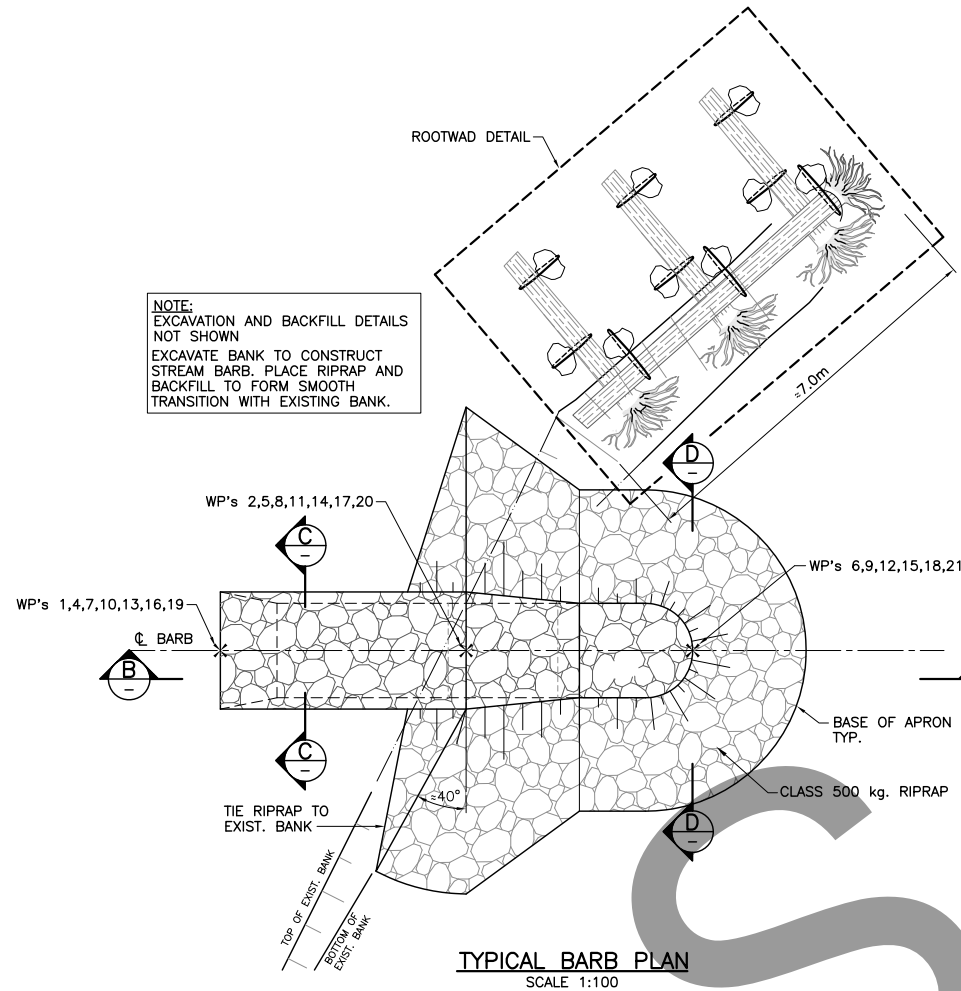 ROOTWAD DETAIL
NOTE:
EXCAVATION AND BACKFILL DETAILS
NOT SHOWN
EXCAVATE BANK TO CONSTRUCT
STREAM BARB. PLACE RIPRAP AND
BACKFILL TO FORM SMOOTH
TRANSITION WITH EXISTING BANK.
≈7.0m
D
–
WP's 2,5,8,11,14,17,20
C
–
WP's 6,9,12,15,18,21
WP's 1,4,7,10,13,16,19
℄ BARB
B
–
BASE OF APRON
TYP.
C
–
CLASS 500 kg. RIPRAP
≈40°
TIE RIPRAP TO
EXIST. BANK
D
–
TOP OF EXIST. BANK
BOTTOM OF
EXIST. BANK
TYPICAL BARB PLAN
SCALE 1:100
S